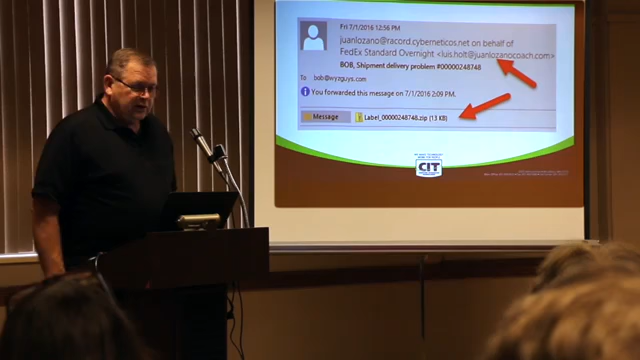 Fri 7/1/2016 12:56 PM
juanlozano@racord.cyberneticos.net on behalf of
FedEx Standard Overnight <luis.holt@juanlozanocoach.com>
BOB, Shipment delivery problem #00000248748
To bob@wyzguys.com
You forwarded this message on 7/1/2016 2:09 PM.
Message Label_00000248748.zip (13 KB)
CIT